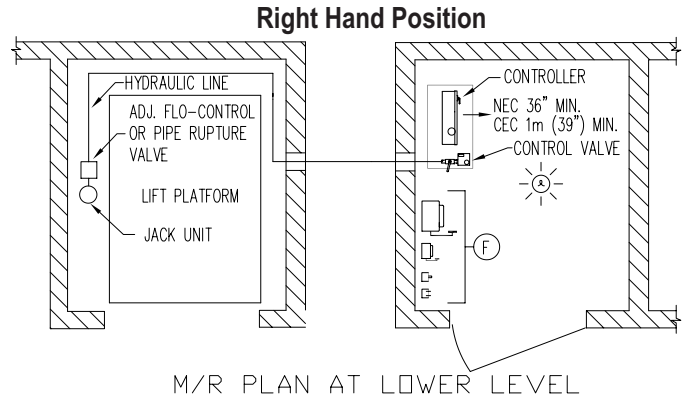 Right Hand Position
HYDRAULIC LINE
ADJ. FLO-CONTROL
OR PIPE RUPTURE
VALVE
LIFT PLATFORM
JACK UNIT
CONTROLLER
NEC 36" MIN.
CEC 1m (39") MIN.
CONTROL VALVE
F
M/R PLAN AT LOWER LEVEL